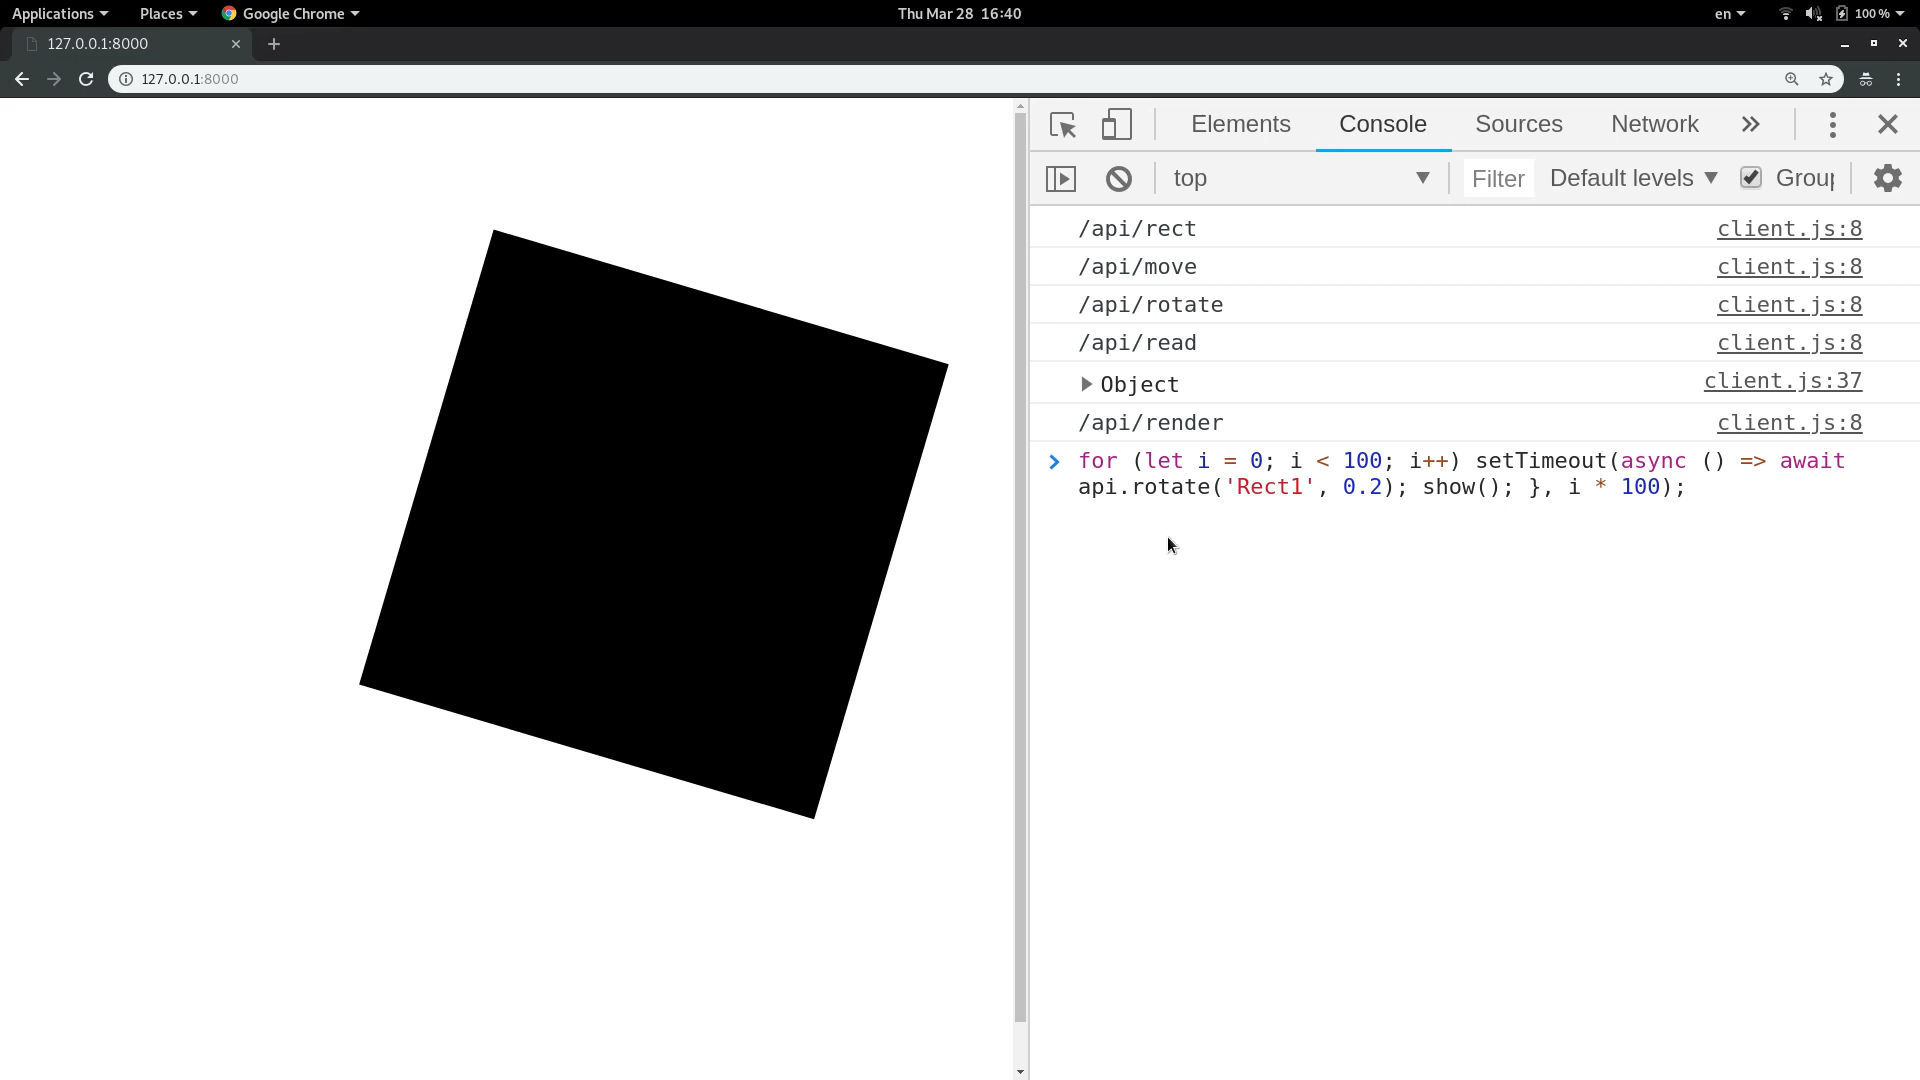 Applications Places Google Chrome Thu Mar 28 16:40 en 100 %
127.0.0.1:8000
127.0.0.1:8000
Elements Console Sources Network
top Filter Default levels Group
/api/rect client.js:8
/api/move client.js:8
/api/rotate client.js:8
/api/read client.js:8
Object client.js:37
/api/render client.js:8
for (let i = 0; i < 100; i++) setTimeout(async () => await
api.rotate('Rect1', 0.2); show(); }, i * 100);